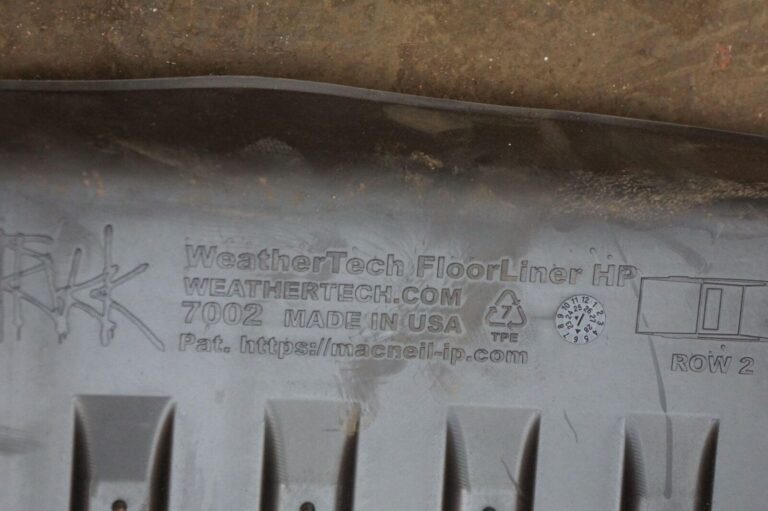 WeatherTech FloorLiner HP
WEATHERTECH.COM
7002 MADE IN USA
Pat. https://macneil-ip.com
7
TPE
ROW 2